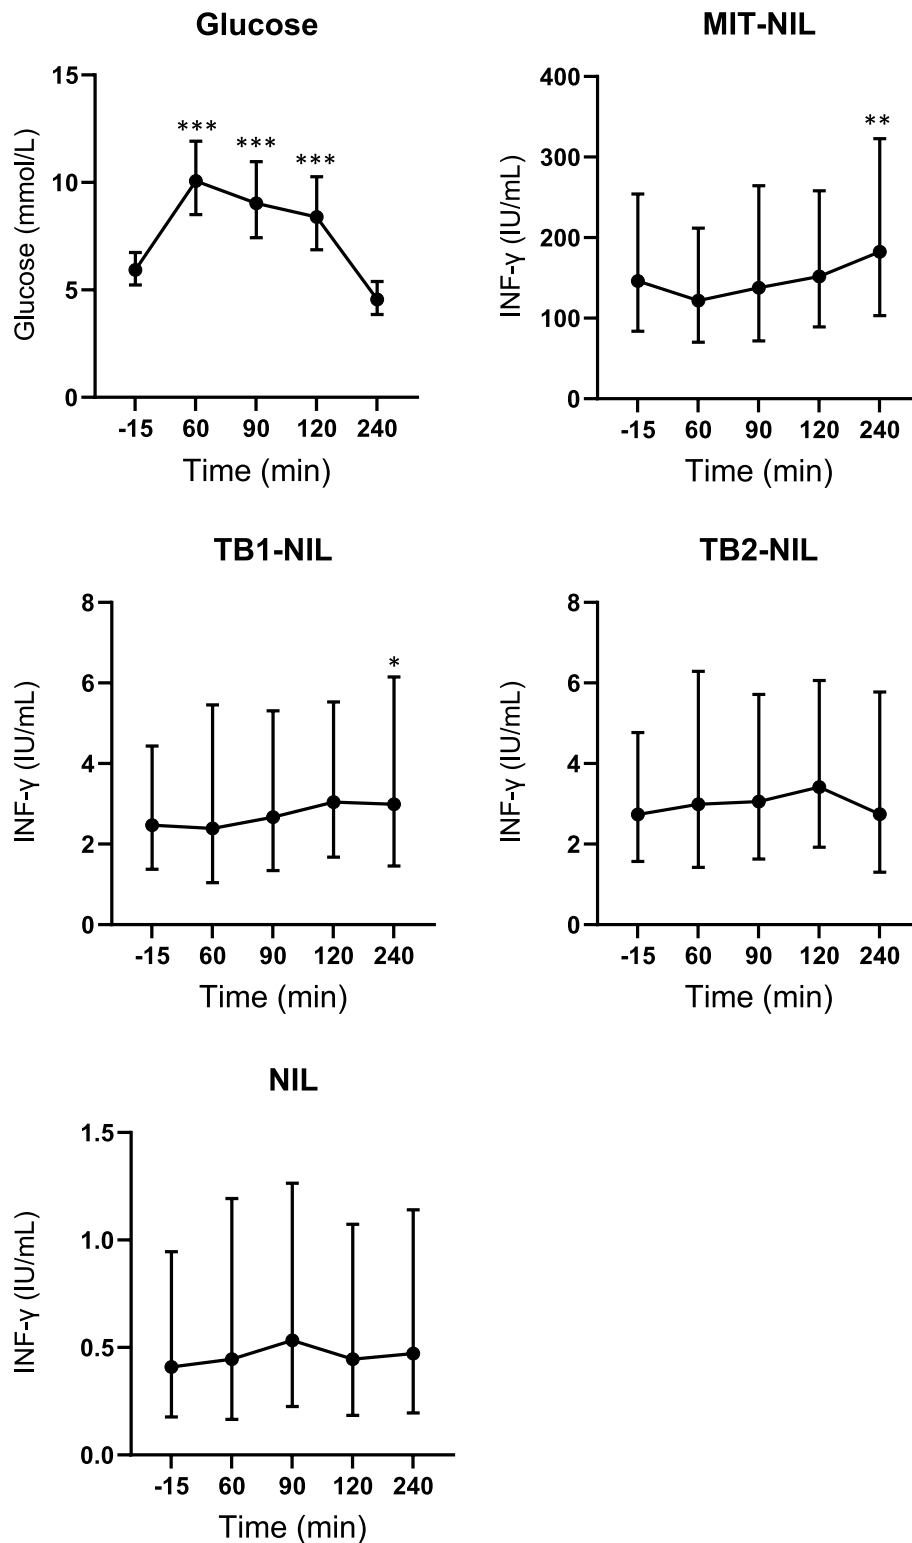 Glucose
Glucose (mmol/L)
15
10
5
0
***
***
***
-15 60 90 120 240
Time (min)
MIT-NIL
INF-γ (IU/mL)
400
300
200
100
0
**
-15 60 90 120 240
Time (min)
TB1-NIL
INF-γ (IU/mL)
8
6
4
2
0
*
-15 60 90 120 240
Time (min)
TB2-NIL
INF-γ (IU/mL)
8
6
4
2
0
-15 60 90 120 240
Time (min)
NIL
INF-γ (IU/mL)
1.5
1.0
0.5
0.0
-15 60 90 120 240
Time (min)